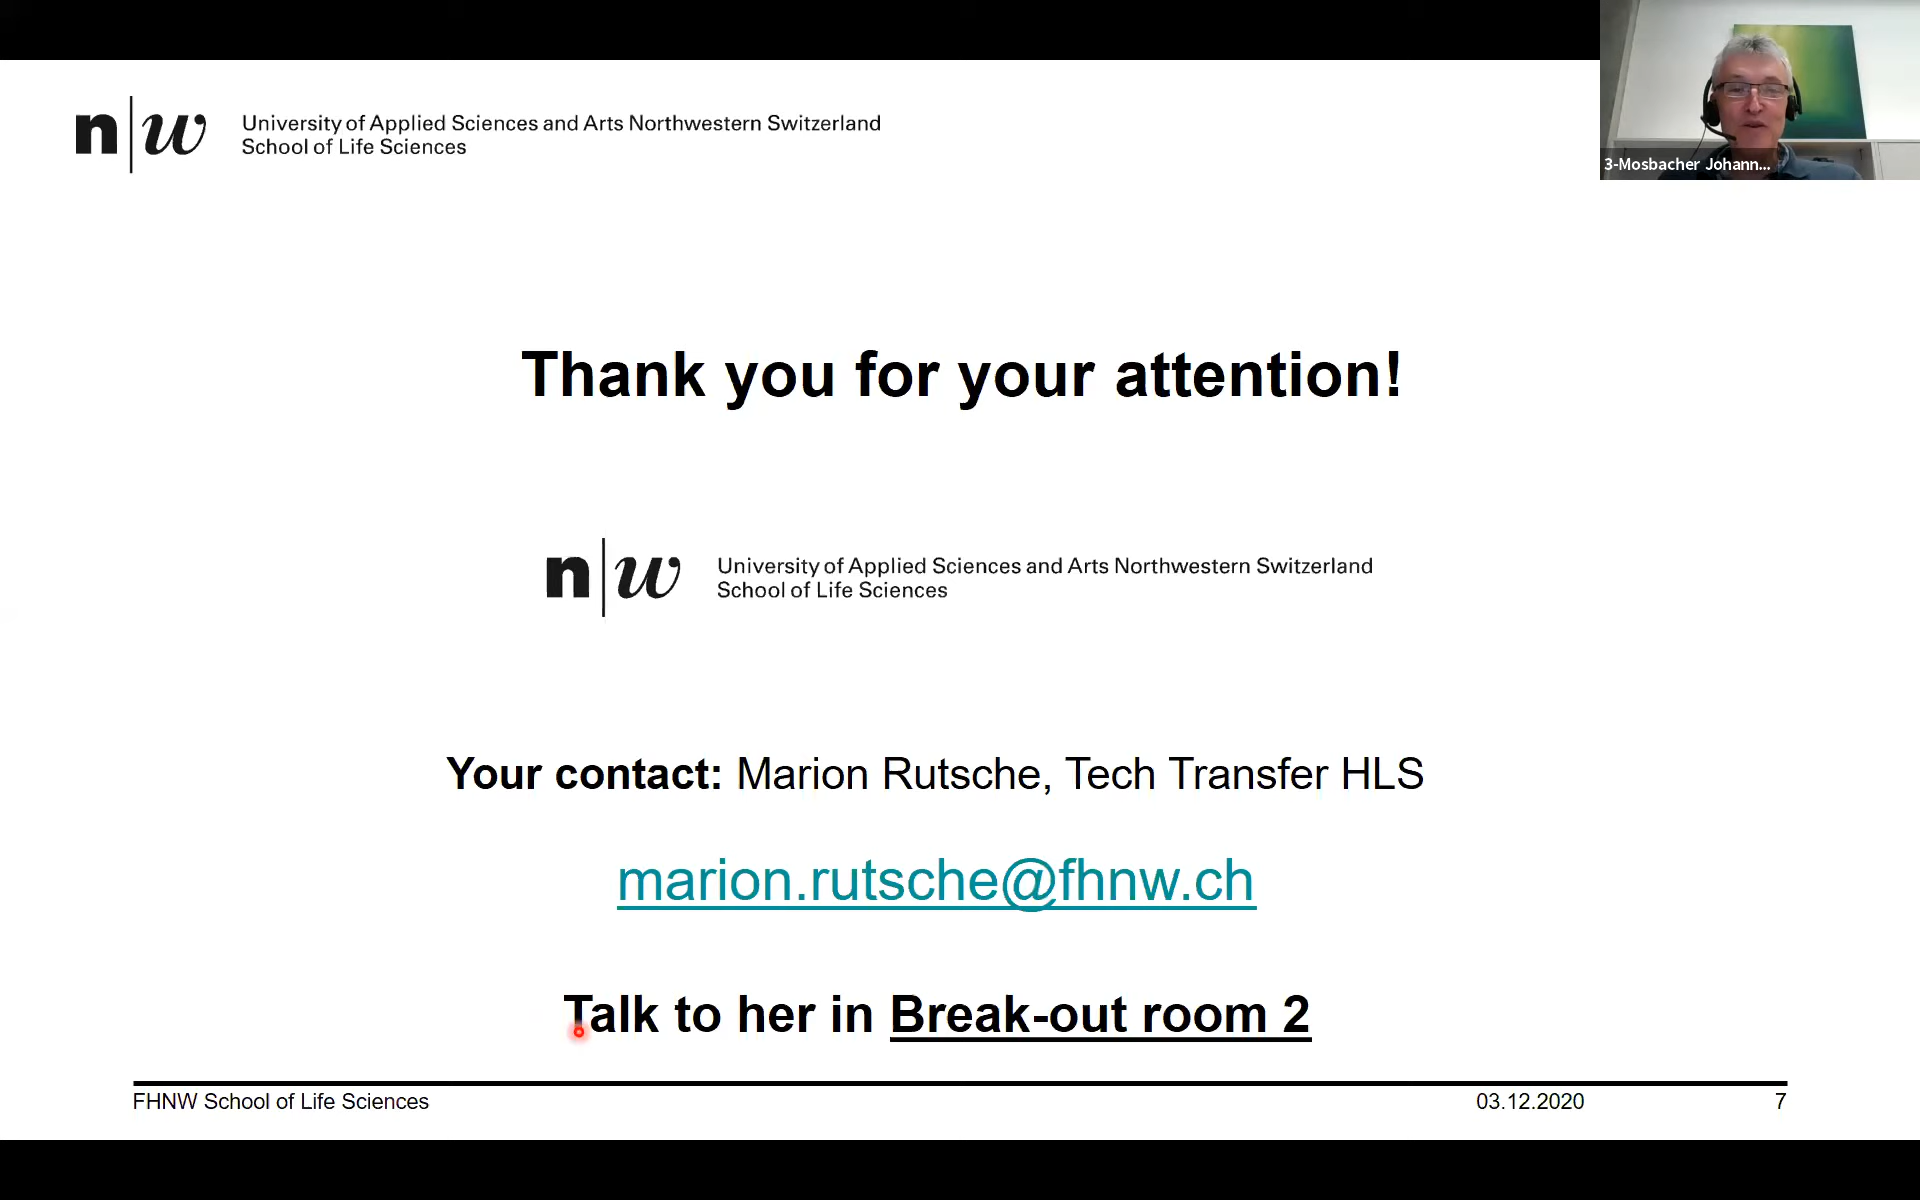 n|w University of Applied Sciences and Arts Northwestern Switzerland
School of Life Sciences
3-Mosbacher Johann...
Thank you for your attention!
n|w University of Applied Sciences and Arts Northwestern Switzerland
School of Life Sciences
Your contact: Marion Rutsche, Tech Transfer HLS
marion.rutsche@fhnw.ch
Talk to her in Break-out room 2
FHNW School of Life Sciences 03.12.2020 7